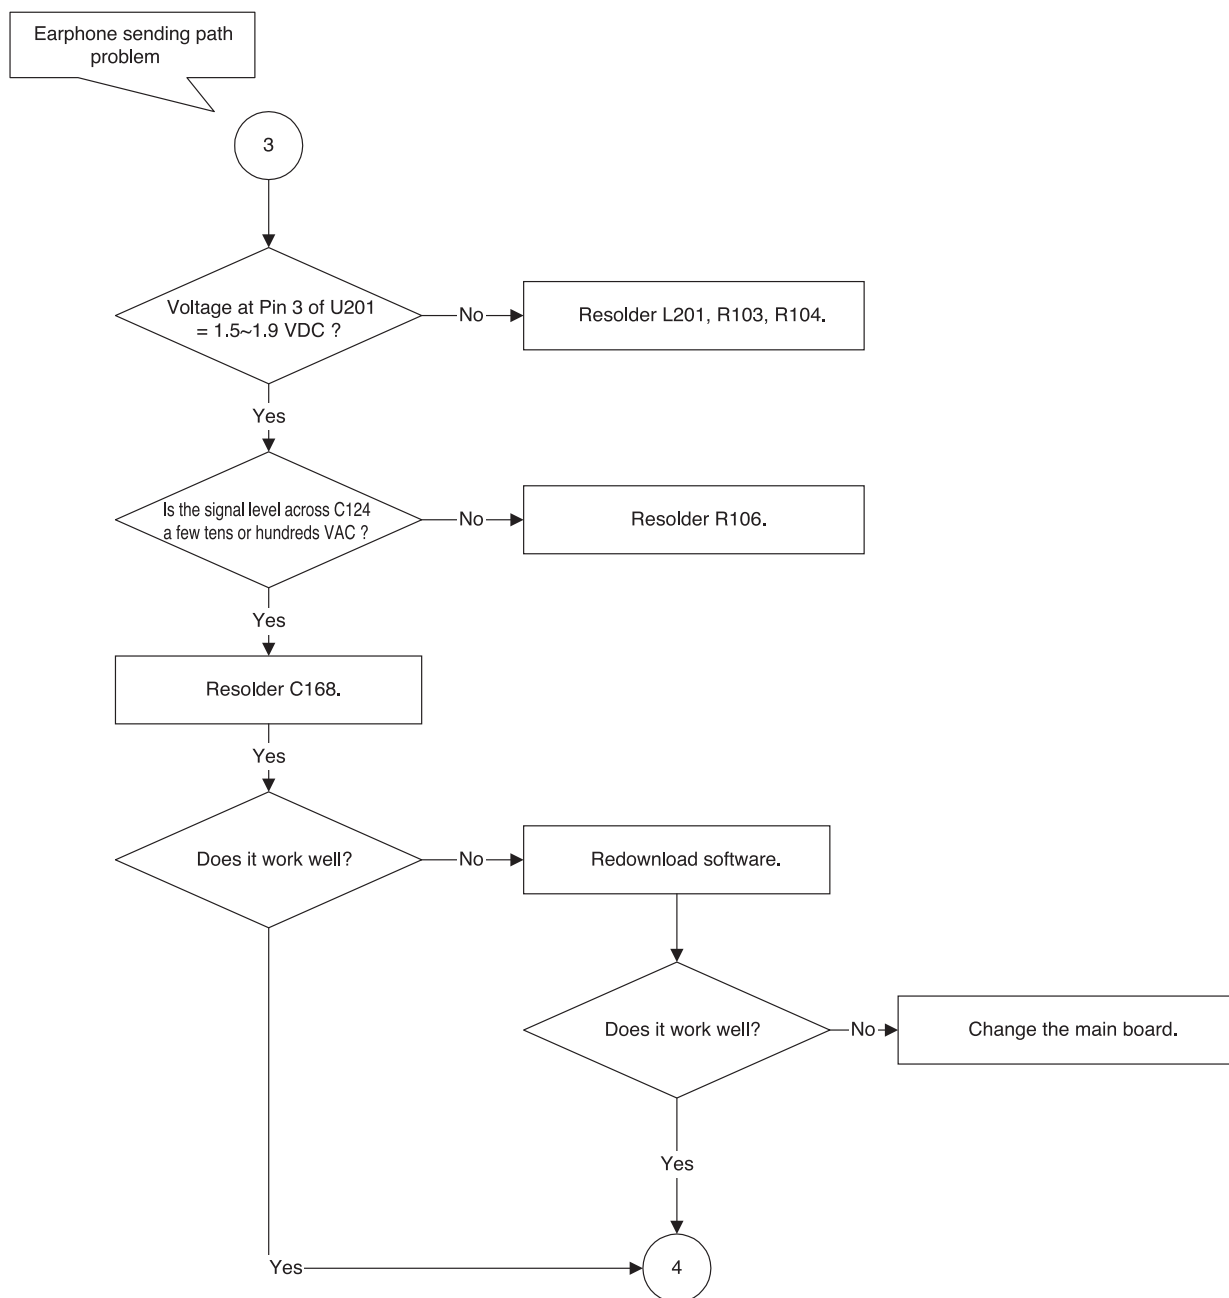 Earphone sending path
problem
3
Voltage at Pin 3 of U201
= 1.5~1.9 VDC ?
No
Resolder L201, R103, R104.
Yes
Is the signal level across C124
a few tens or hundreds VAC ?
No
Resolder R106.
Yes
Resolder C168.
Yes
Does it work well?
No
Redownload software.
Does it work well?
No
Change the main board.
Yes
Yes
4